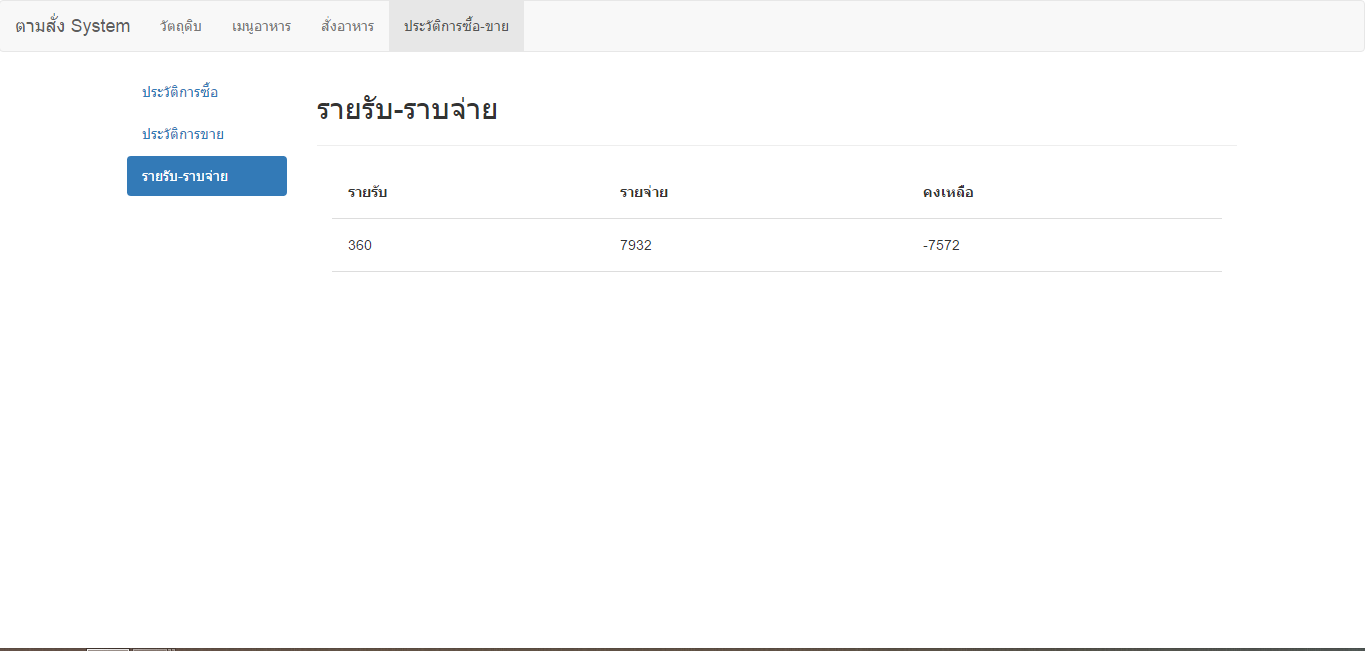 ตามสั่ง System วัตถุดิบ เมนูอาหาร สั่งอาหาร ประวัติการซื้อ-ขาย
ประวัติการซื้อ
ประวัติการขาย
รายรับ-ราบจ่าย
รายรับ-ราบจ่าย
รายรับ รายจ่าย คงเหลือ
360 7932 -7572